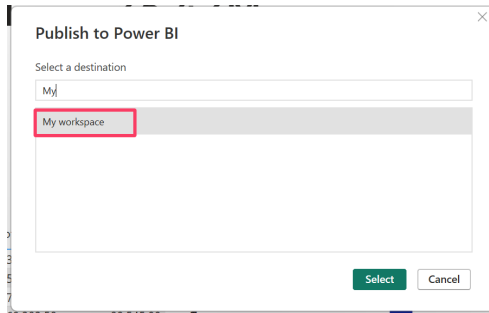 Publish to Power BI
Select a destination
My
My workspace
Select
Cancel